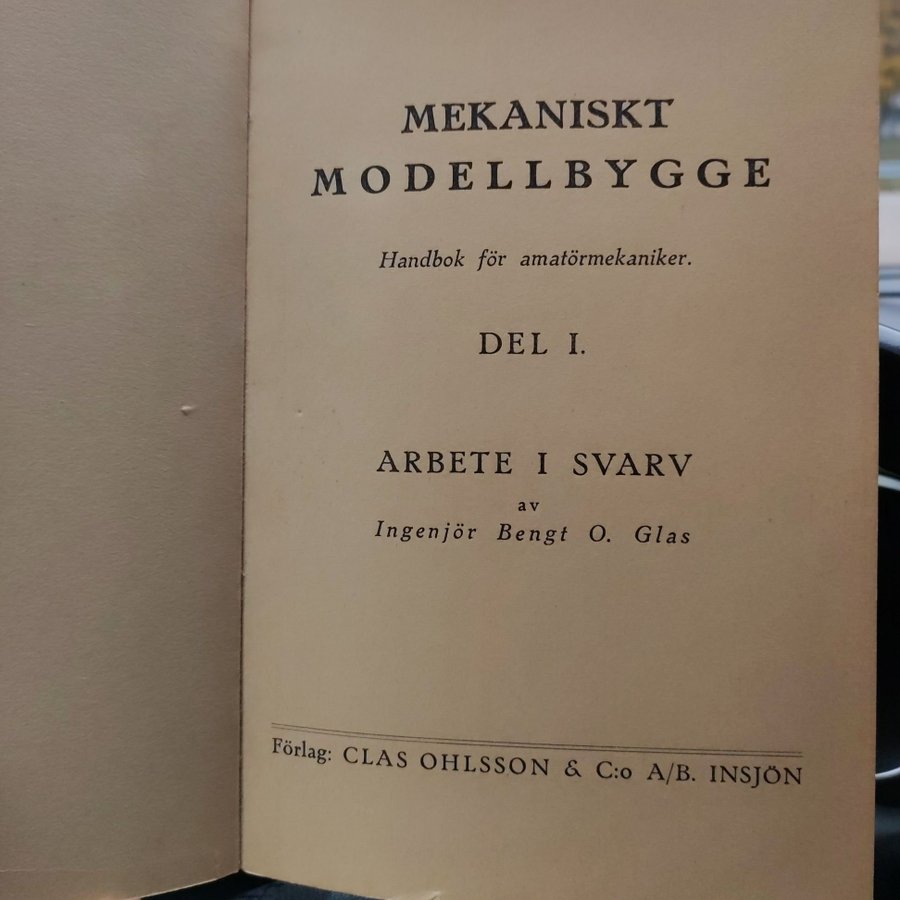 MEKANISKT
MODELLBYGGE
Handbok för amatörmekaniker.
DEL I.
ARBETE I SVARV
av
Ingenjör Bengt O. Glas
Förlag: CLAS OHLSSON & C:o A/B. INSJÖN